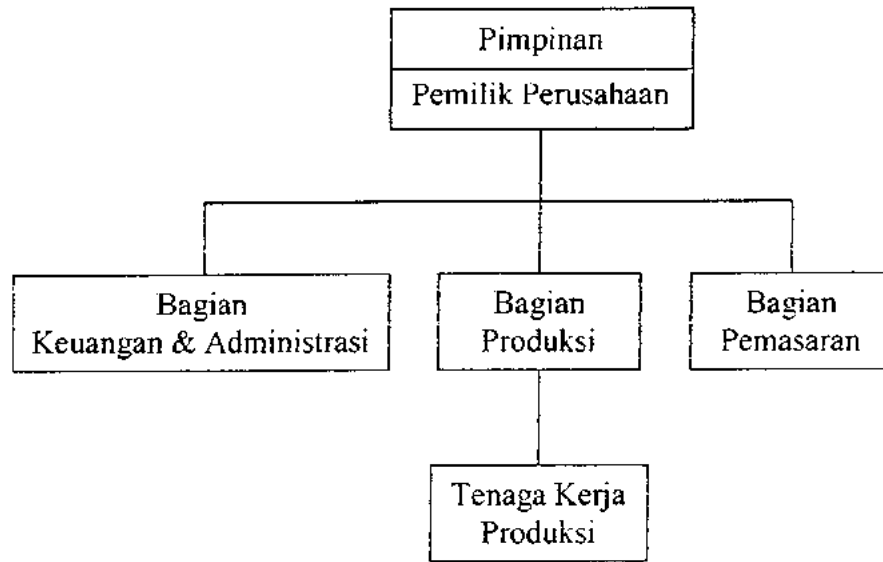 Pimpinan
Pemilik Perusahaan
Bagian
Keuangan & Administrasi
Bagian
Produksi
Bagian
Pemasaran
Tenaga Kerja
Produksi